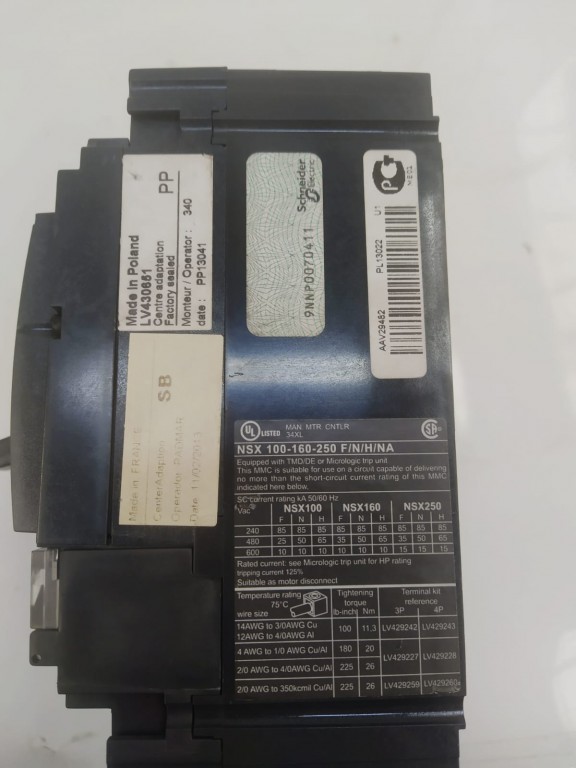 Made in Poland
LV430651
Centre adaptation
Factory sealed PP
Monteur / Operator : 340
date : PP13041
Made in FRANCE
Center/Adaption SB
Operator RADMAR
Schneider
Electric
9NNP0070411
PCT
ME92
PL13022 U1
AAV29482
UL LISTED MAN. MTR. CNTLR
34XL
NSX 100-160-250 F/N/H/NA
Equipped with TMD/DE or Micrologic trip unit
This MMC is suitable for use on a circuit capable of delivering
no more than the short-circuit current rating of this MMC
indicated here below.
SC current rating kA 50/60 Hz
Vac NSX100 NSX160 NSX250
F N H F N H F N H
240 85 85 85 85 85 85 85 85 85
480 25 50 65 35 50 65 35 50 65
600 10 10 10 10 10 10 15 15 15
Rated current: see Micrologic trip unit for HP rating
tripping current 125%
Suitable as motor disconnect
Temperature rating
75°C
wire size
Tightening
torque
lb-inch Nm
Terminal kit
reference
3P 4P
14AWG to 3/0AWG Cu
12AWG to 4/0AWG Al
100 11,3 LV429242 LV429243
4 AWG to 1/0 AWG Cu/Al 180 20
LV429227 LV429228
2/0 AWG to 4/0AWG Cu/Al 225 26
2/0 AWG to 350kcmil Cu/Al 225 26 LV429259 LV429260